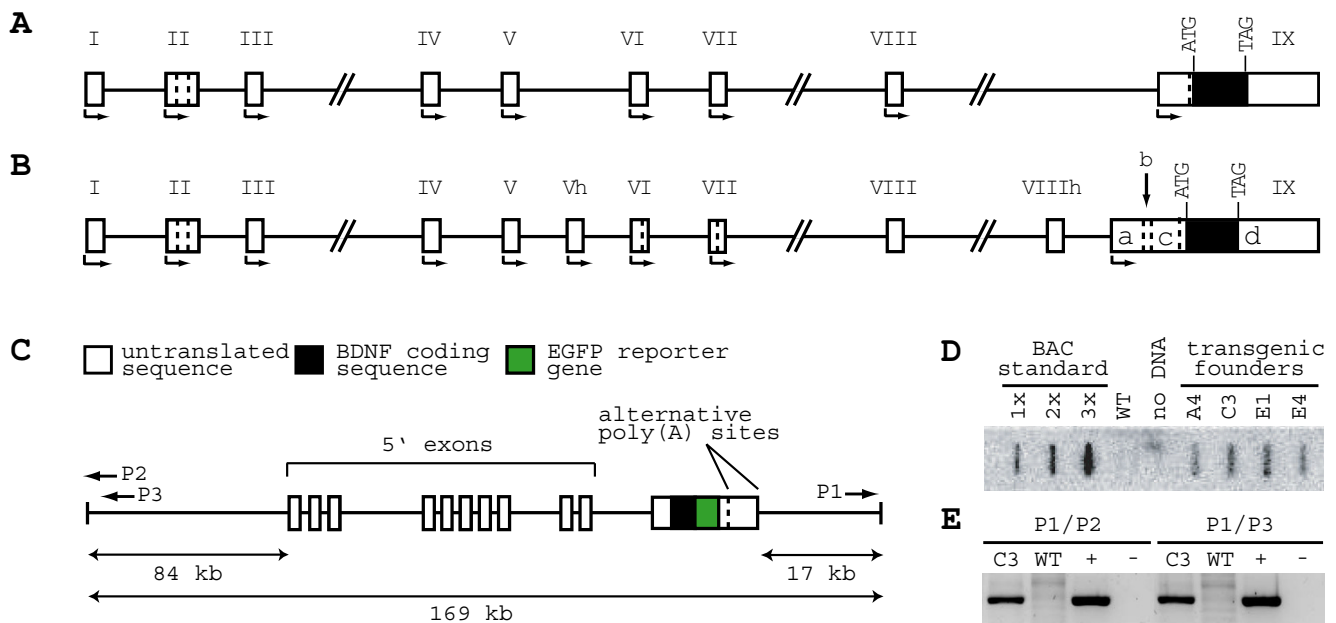 A
I II III IV V VI VII VIII ATG TAG IX
B
I II III IV V Vh VI VII VIII VIIIh b ATG TAG IX
a c d
C
untranslated sequence
BDNF coding sequence
EGFP reporter gene
alternative poly(A) sites
5' exons
P2
P3
P1
84 kb
17 kb
169 kb
D
BAC standard
transgenic founders
1x 2x 3x WT no DNA A4 C3 E1 E4
E
P1/P2 P1/P3
C3 WT + - C3 WT + -